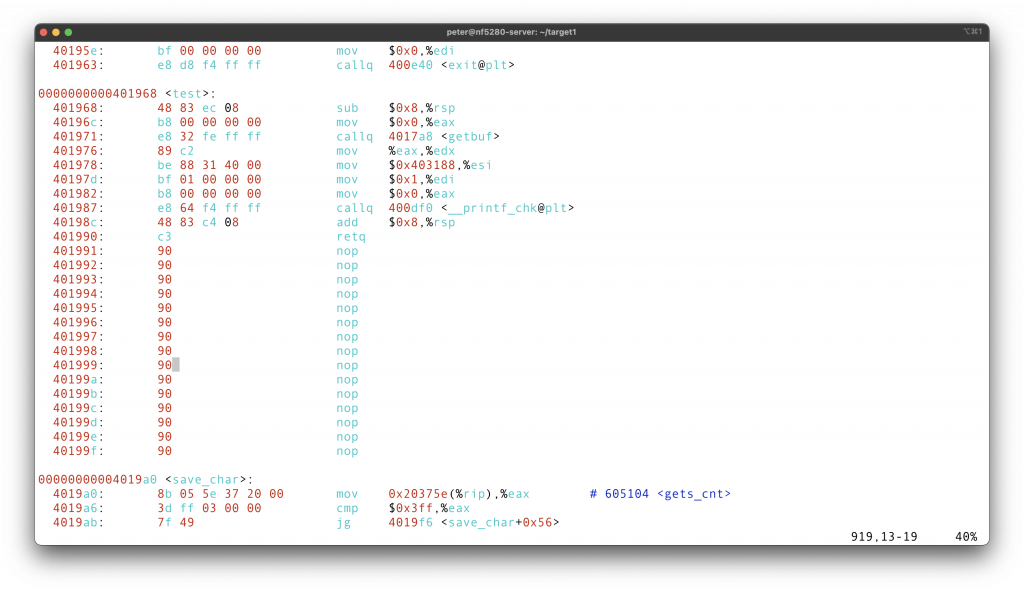 peter@nf5280-server: ~/target1 ⌥⌘1
40195e: bf 00 00 00 00 mov $0x0,%edi
401963: e8 d8 f4 ff ff callq 400e40 <exit@plt>
0000000000401968 <test>:
401968: 48 83 ec 08 sub $0x8,%rsp
40196c: b8 00 00 00 00 mov $0x0,%eax
401971: e8 32 fe ff ff callq 4017a8 <getbuf>
401976: 89 c2 mov %eax,%edx
401978: be 88 31 40 00 mov $0x403188,%esi
40197d: bf 01 00 00 00 mov $0x1,%edi
401982: b8 00 00 00 00 mov $0x0,%eax
401987: e8 64 f4 ff ff callq 400df0 <__printf_chk@plt>
40198c: 48 83 c4 08 add $0x8,%rsp
401990: c3 retq
401991: 90 nop
401992: 90 nop
401993: 90 nop
401994: 90 nop
401995: 90 nop
401996: 90 nop
401997: 90 nop
401998: 90 nop
401999: 90 nop
40199a: 90 nop
40199b: 90 nop
40199c: 90 nop
40199d: 90 nop
40199e: 90 nop
40199f: 90 nop
00000000004019a0 <save_char>:
4019a0: 8b 05 5e 37 20 00 mov 0x20375e(%rip),%eax # 605104 <gets_cnt>
4019a6: 3d ff 03 00 00 cmp $0x3ff,%eax
4019ab: 7f 49 jg 4019f6 <save_char+0x56>
919,13-19 40%